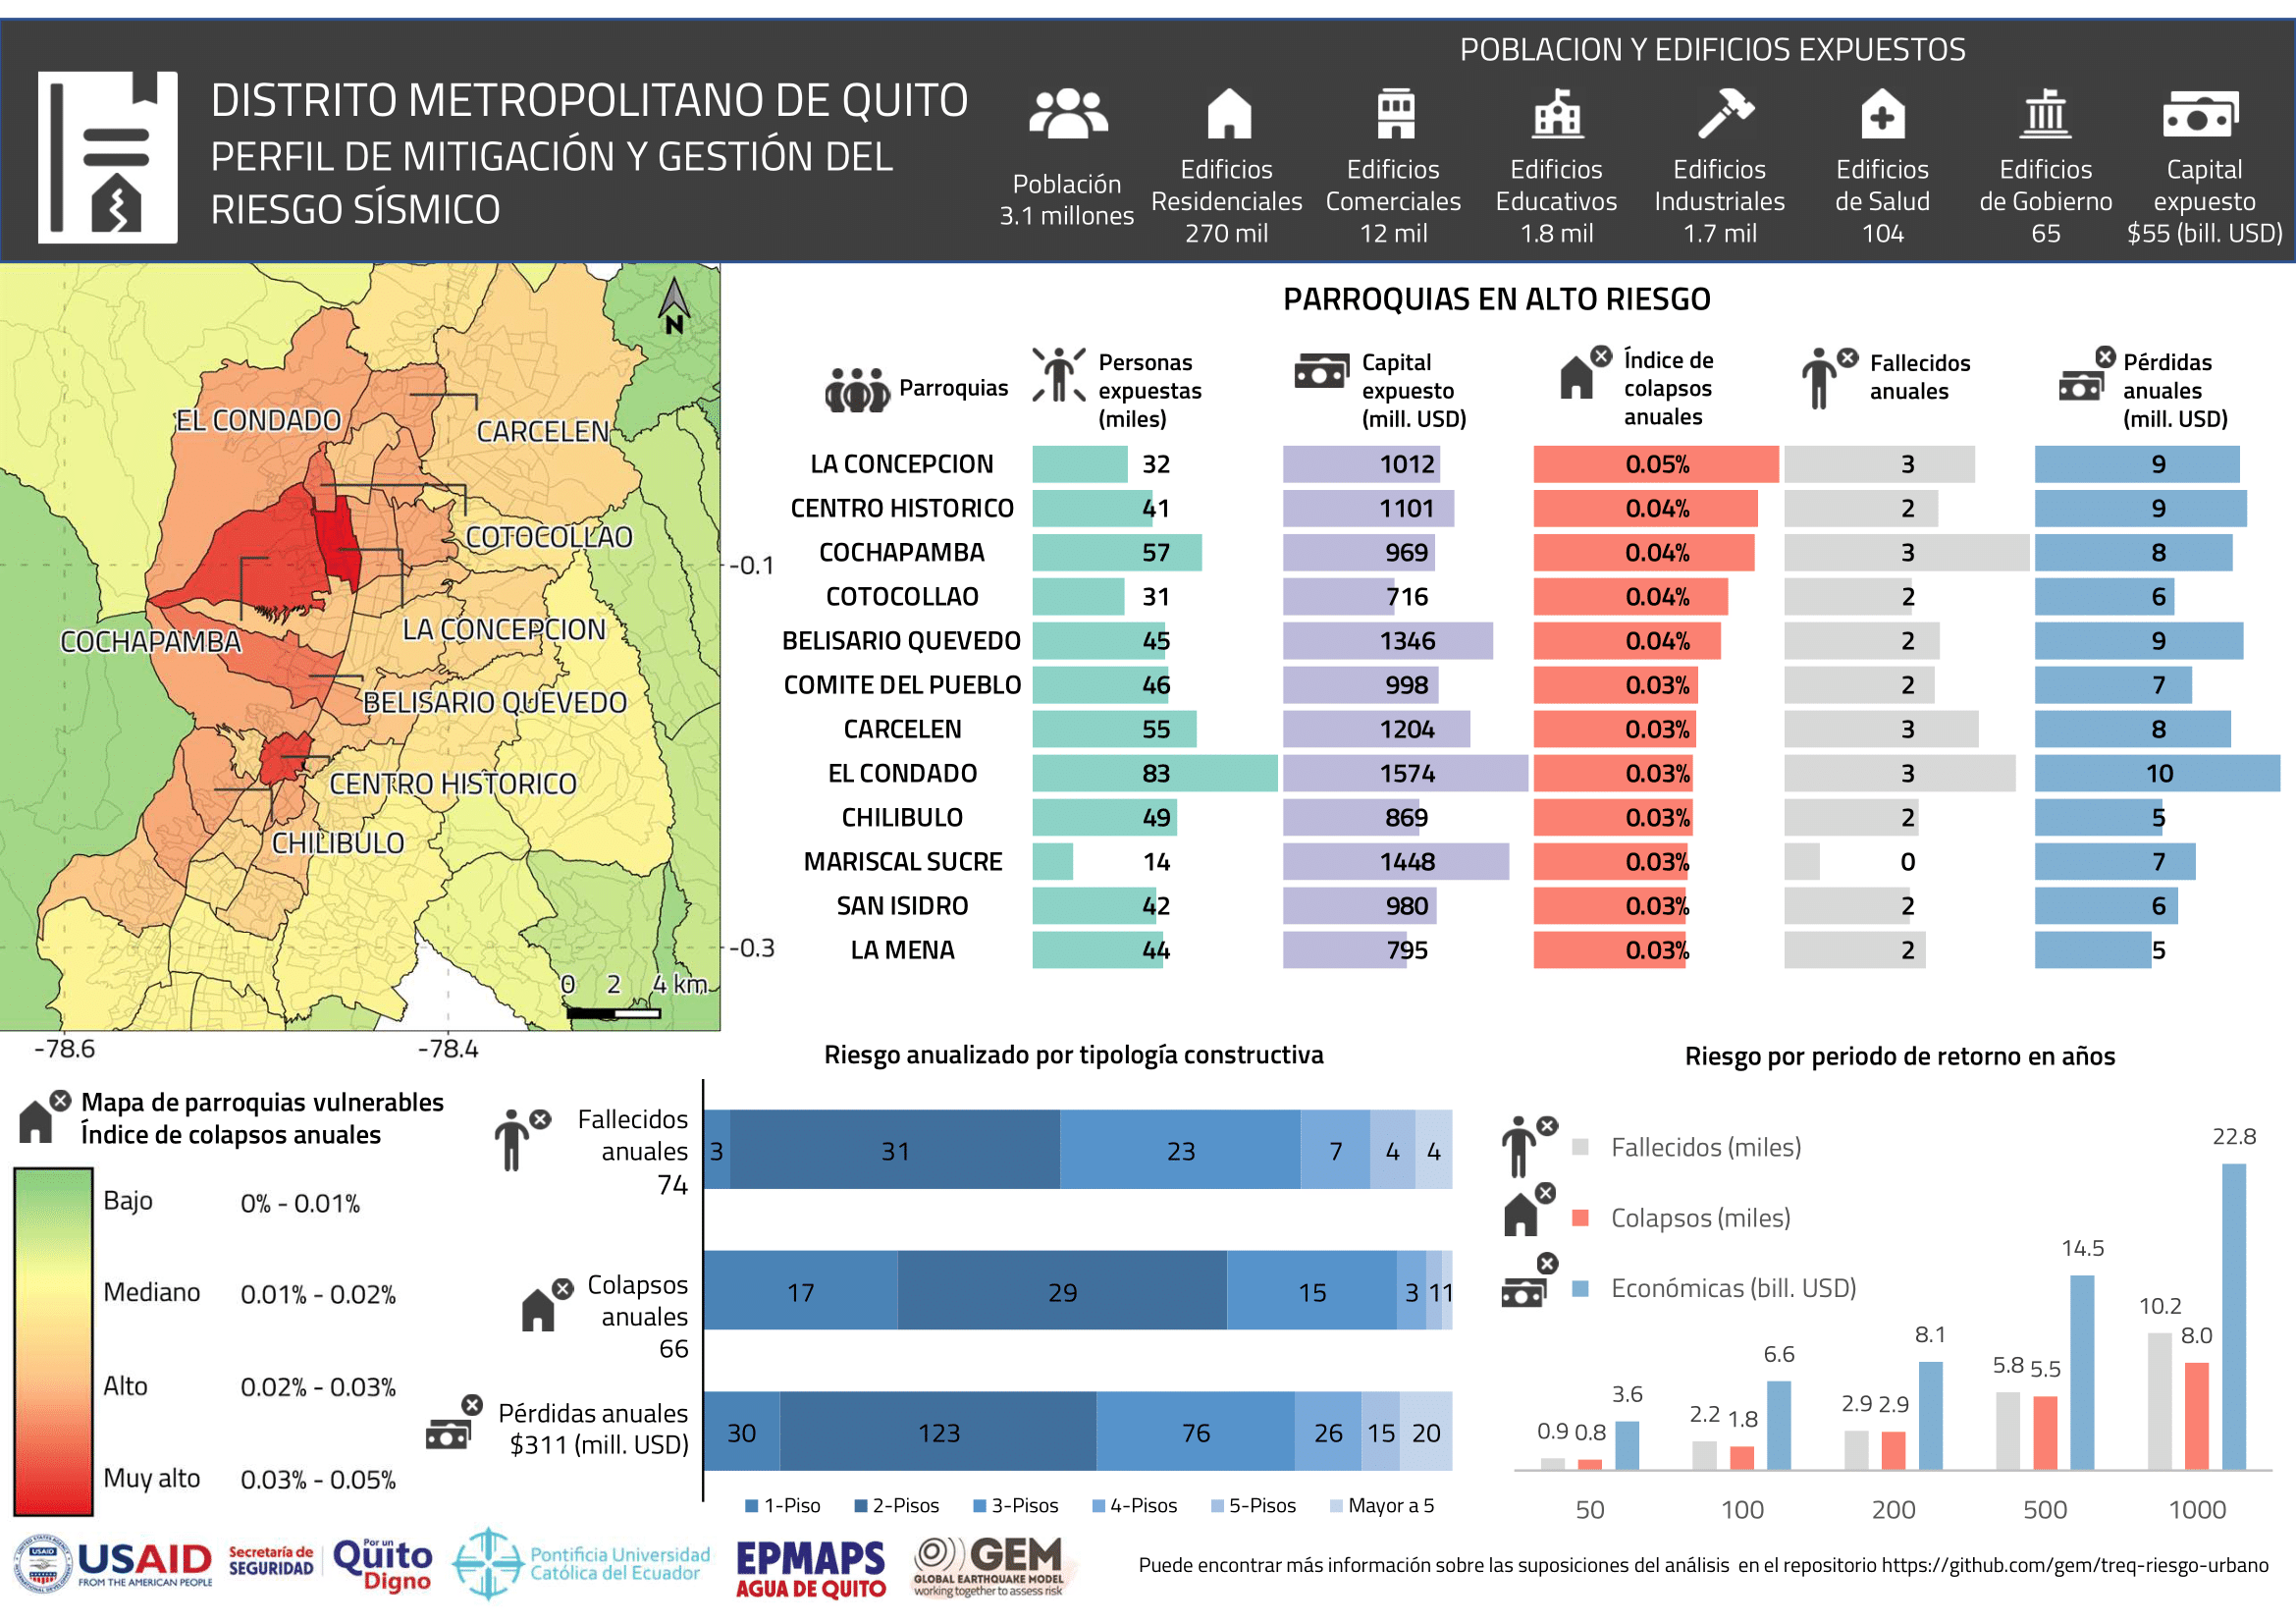 DISTRITO METROPOLITANO DE QUITO
PERFIL DE MITIGACIÓN Y GESTIÓN DEL
RIESGO SÍSMICO
POBLACION Y EDIFICIOS EXPUESTOS
Población
3.1 millones
Edificios
Residenciales
270 mil
Edificios
Comerciales
12 mil
Edificios
Educativos
1.8 mil
Edificios
Industriales
1.7 mil
Edificios
de Salud
104
Edificios
de Gobierno
65
Capital
expuesto
$55 (bill. USD)
N
EL CONDADO
CARCELEN
COTOCOLLAO
COCHAPAMBA
LA CONCEPCION
BELISARIO QUEVEDO
CENTRO HISTORICO
CHILIBULO
0 2 4 km
-0.1
-0.3
-78.6
-78.4
PARROQUIAS EN ALTO RIESGO
Parroquias
Personas
expuestas
(miles)
Capital
expuesto
(mill. USD)
Índice de
colapsos
anuales
Fallecidos
anuales
Pérdidas
anuales
(mill. USD)
LA CONCEPCION 32 1012 0.05% 3 9
CENTRO HISTORICO 41 1101 0.04% 2 9
COCHAPAMBA 57 969 0.04% 3 8
COTOCOLLAO 31 716 0.04% 2 6
BELISARIO QUEVEDO 45 1346 0.04% 2 9
COMITE DEL PUEBLO 46 998 0.03% 2 7
CARCELEN 55 1204 0.03% 3 8
EL CONDADO 83 1574 0.03% 3 10
CHILIBULO 49 869 0.03% 2 5
MARISCAL SUCRE 14 1448 0.03% 0 7
SAN ISIDRO 42 980 0.03% 2 6
LA MENA 44 795 0.03% 2 5
Mapa de parroquias vulnerables
Índice de colapsos anuales
Bajo 0% - 0.01%
Mediano 0.01% - 0.02%
Alto 0.02% - 0.03%
Muy alto 0.03% - 0.05%
Riesgo anualizado por tipología constructiva
Fallecidos
anuales
74
3 31 23 7 4 4
Colapsos
anuales
66
17 29 15 3 1 1
Pérdidas anuales
$311 (mill. USD)
30 123 76 26 15 20
1-Piso 2-Pisos 3-Pisos 4-Pisos 5-Pisos Mayor a 5
Riesgo por periodo de retorno en años
Fallecidos (miles)
Colapsos (miles)
Económicas (bill. USD)
0.9 0.8 3.6
2.2 1.8 6.6
2.9 2.9 8.1
5.8 5.5 14.5
10.2 8.0 22.8
50 100 200 500 1000
USAID
USAID
FROM THE AMERICAN PEOPLE
Secretaría de
SEGURIDAD
Por un
Quito
Digno
Pontificia Universidad
Católica del Ecuador
EPMAPS
AGUA DE QUITO
GEM
GLOBAL EARTHQUAKE MODEL
working together to assess risk
Puede encontrar más información sobre las suposiciones del análisis en el repositorio https://github.com/gem/treq-riesgo-urbano